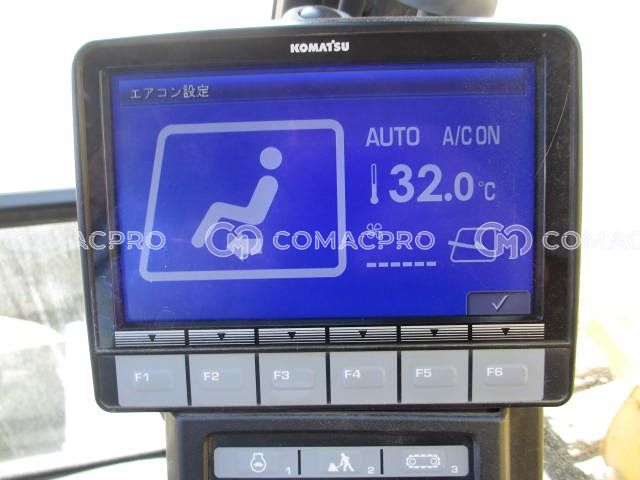 KOMATSU
エアコン設定
AUTO A/C ON
32.0℃
COMACPRO COMACPRO COMACPRO
F1 F2 F3 F4 F5 F6
1 2 3